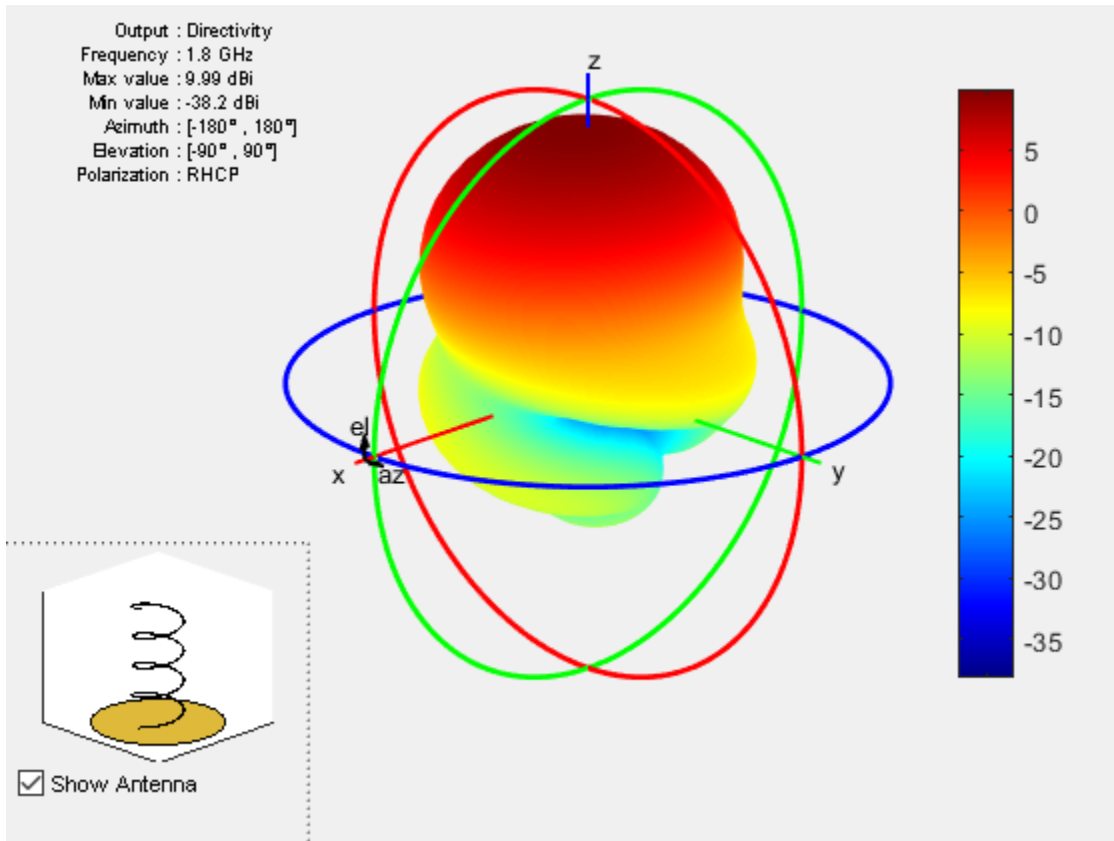 Output : Directivity
Frequency : 1.8 GHz
Max value : 9.99 dBi
Min value : -38.2 dBi
Azimuth : [-180° , 180°]
Elevation : [-90° , 90°]
Polarization : RHCP
z
5
0
-5
-10
-15
-20
-25
-30
-35
el
x
az
y
Show Antenna